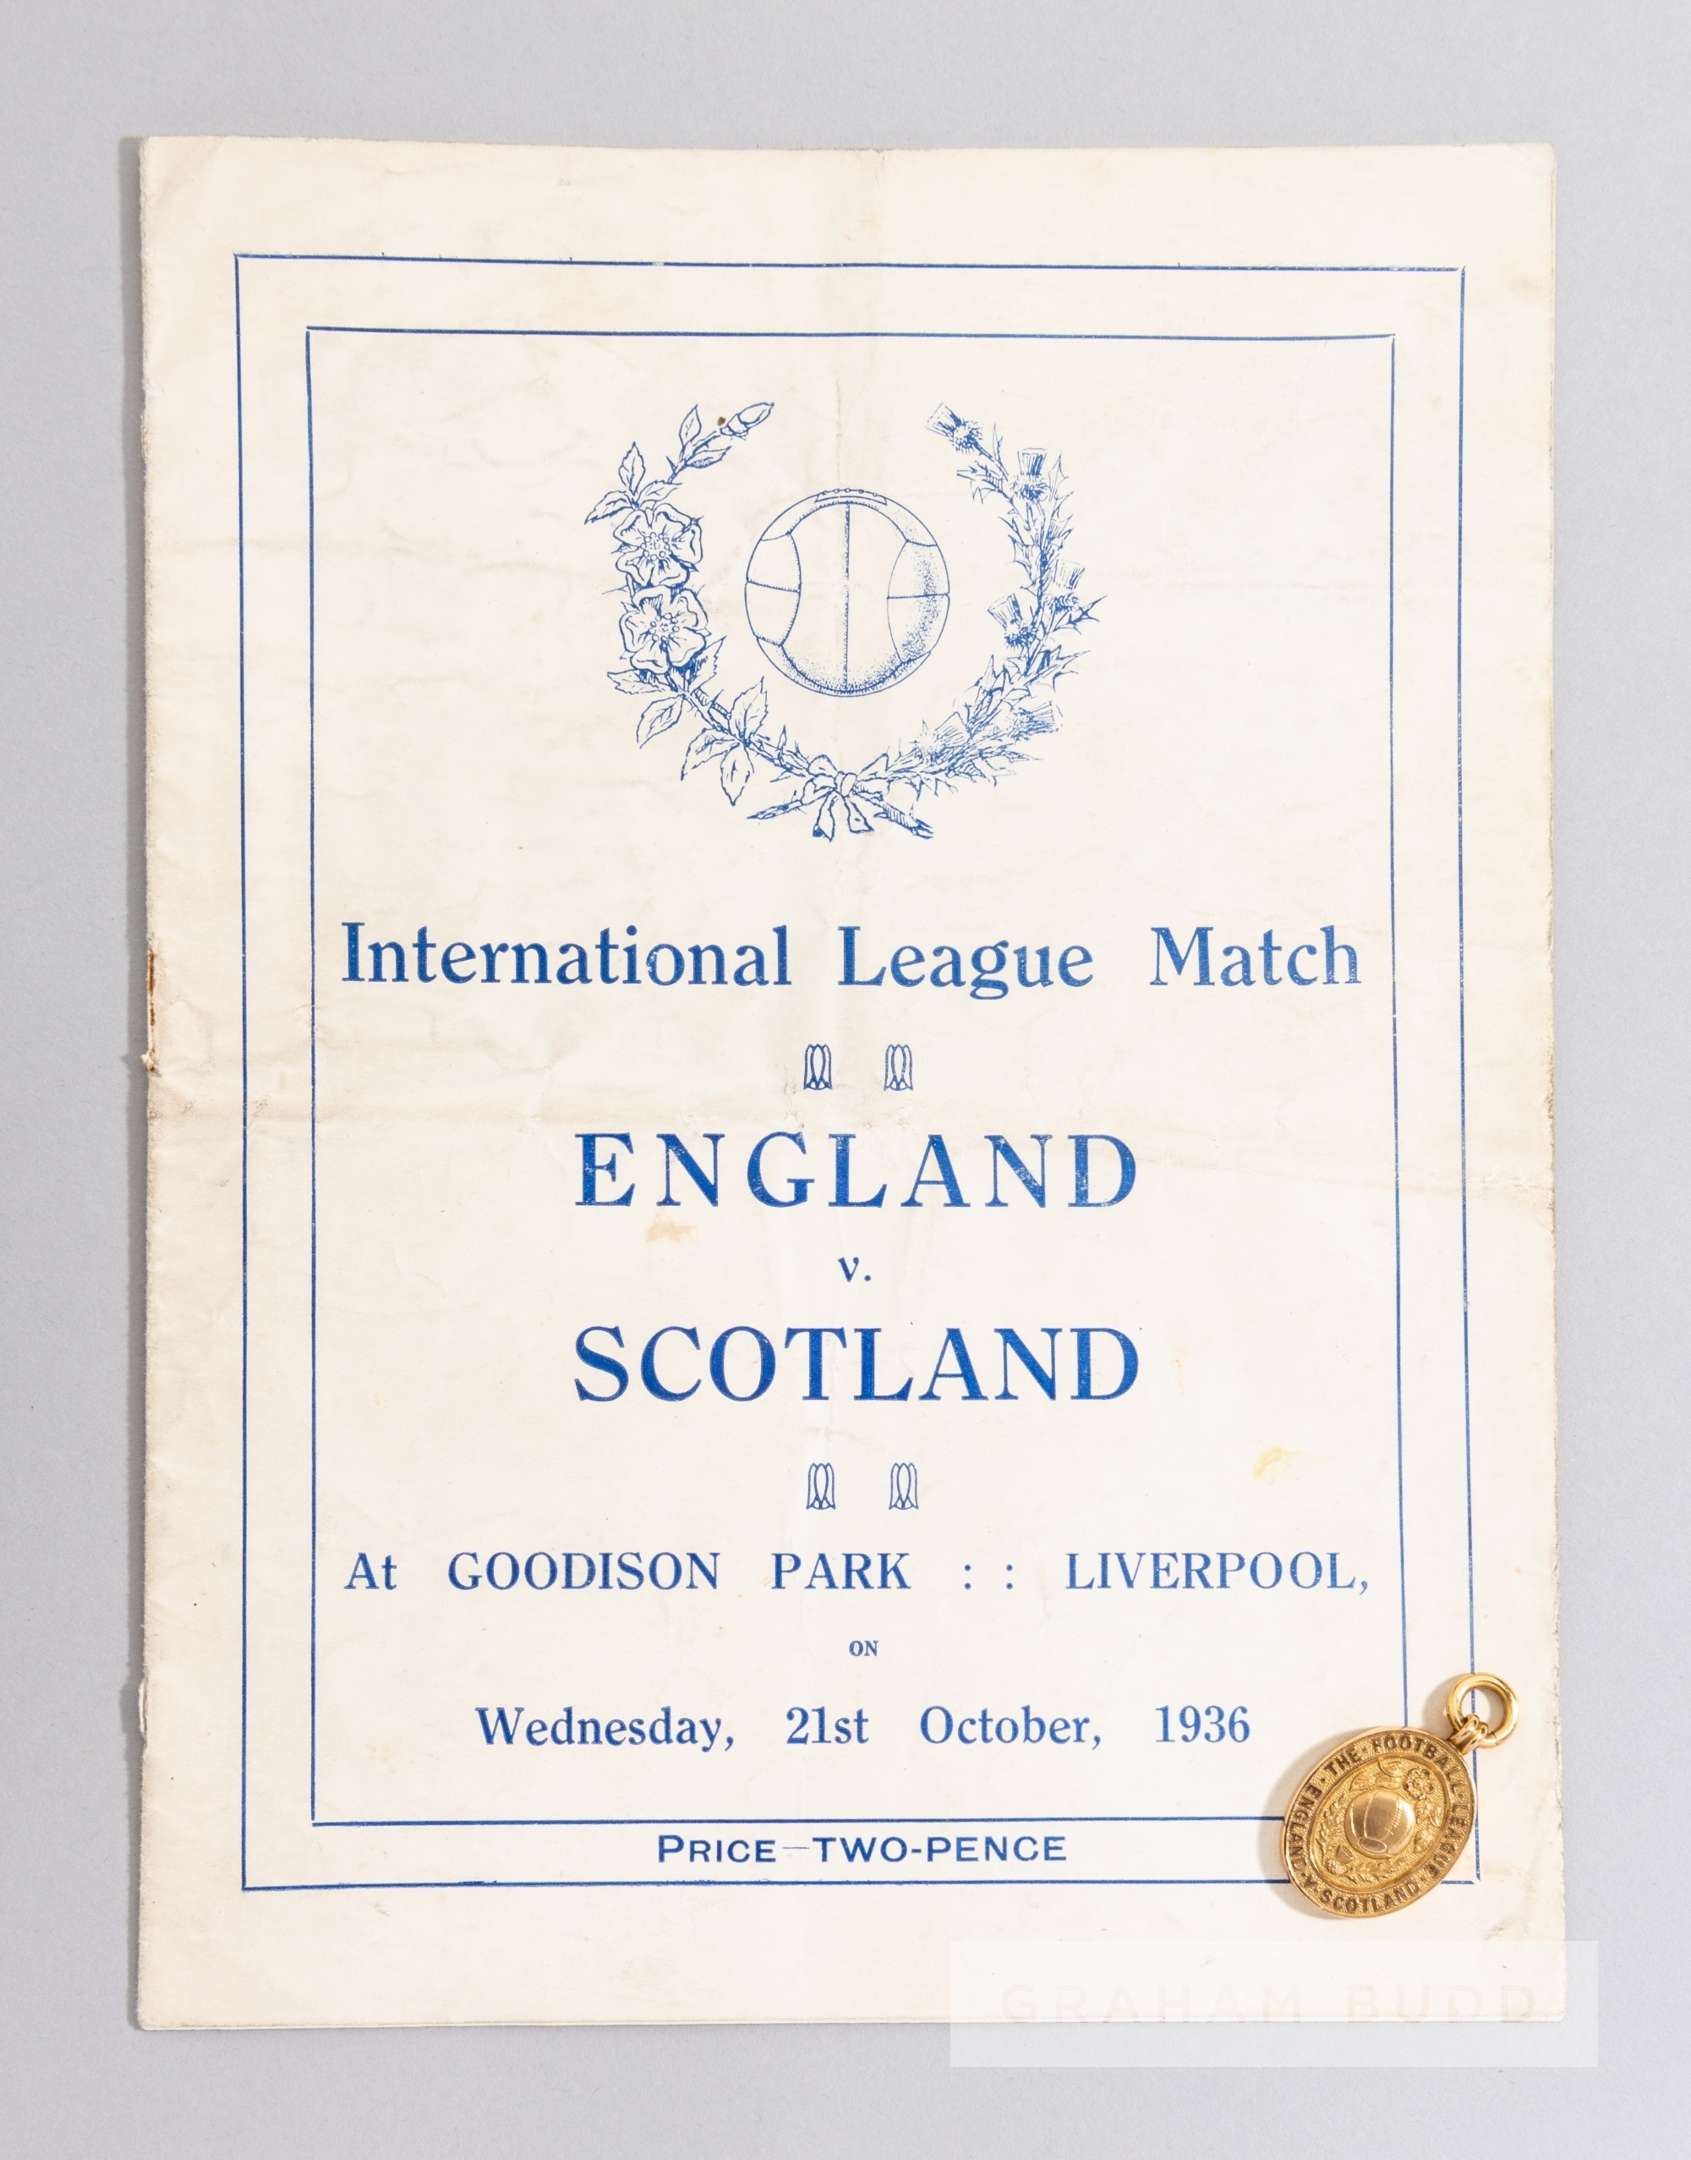 International League Match
ENGLAND
v.
SCOTLAND
At GOODISON PARK : : LIVERPOOL,
ON
Wednesday, 21st October, 1936
PRICE—TWO-PENCE
THE · FOOTBALL · LEAGUE · ENGLAND · V · SCOTLAND ·
GRAHAM BUDD